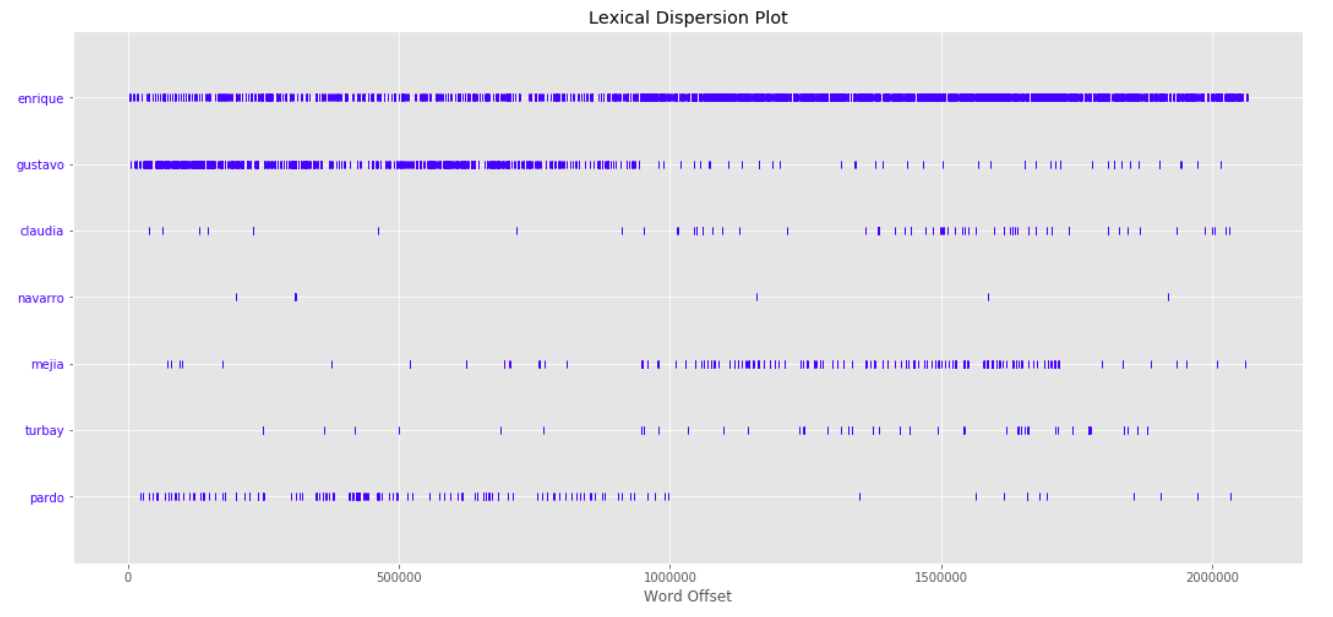 Lexical Dispersion Plot
enrique
gustavo
claudia
navarro
mejia
turbay
pardo
0 500000 1000000 1500000 2000000
Word Offset